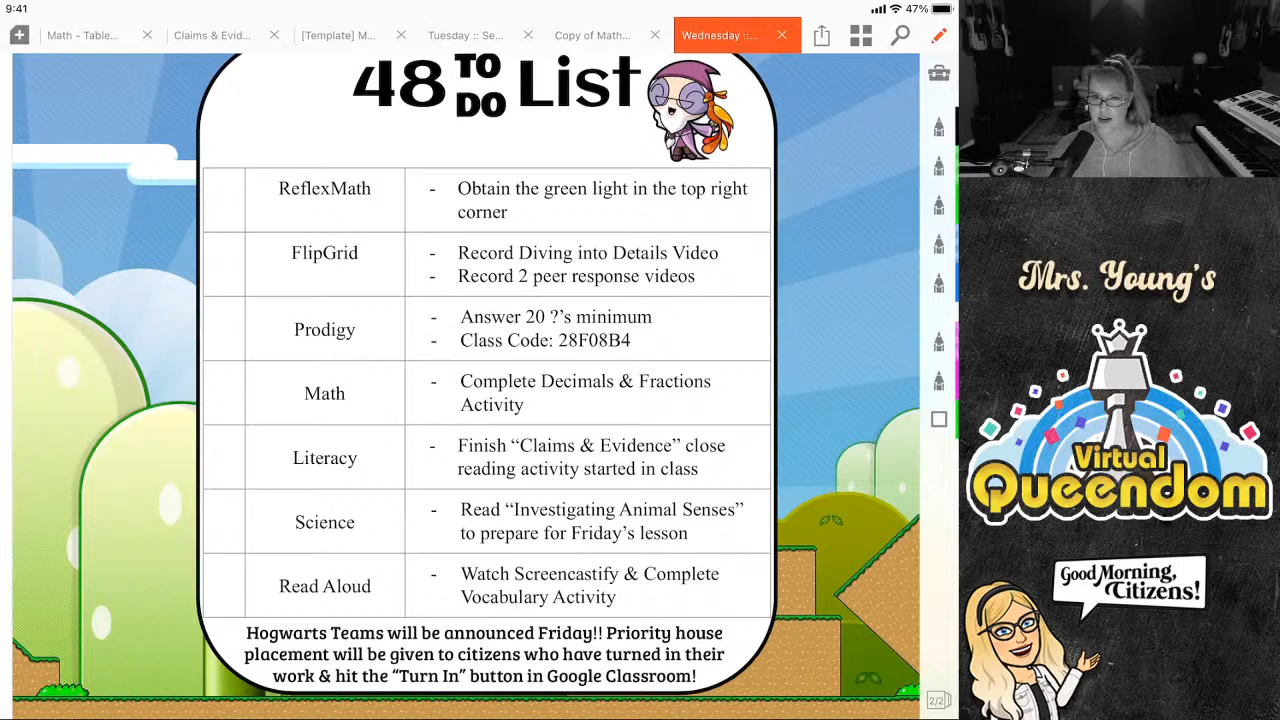 9:41
47%
Math - Table...
Claims & Evid...
[Template] M...
Tuesday :: Se...
Copy of Math...
Wednesday ::...
48 TO DO List
ReflexMath
- Obtain the green light in the top right
corner
FlipGrid
- Record Diving into Details Video
- Record 2 peer response videos
Prodigy
- Answer 20 ?'s minimum
- Class Code: 28F08B4
Math
- Complete Decimals & Fractions
Activity
Literacy
- Finish “Claims & Evidence” close
reading activity started in class
Science
- Read “Investigating Animal Senses”
to prepare for Friday's lesson
Read Aloud
- Watch Screencastify & Complete
Vocabulary Activity
Hogwarts Teams will be announced Friday!! Priority house
placement will be given to citizens who have turned in their
work & hit the “Turn In” button in Google Classroom!
2/2
Mrs. Young's
Virtual
Queendom
Good Morning,
Citizens!